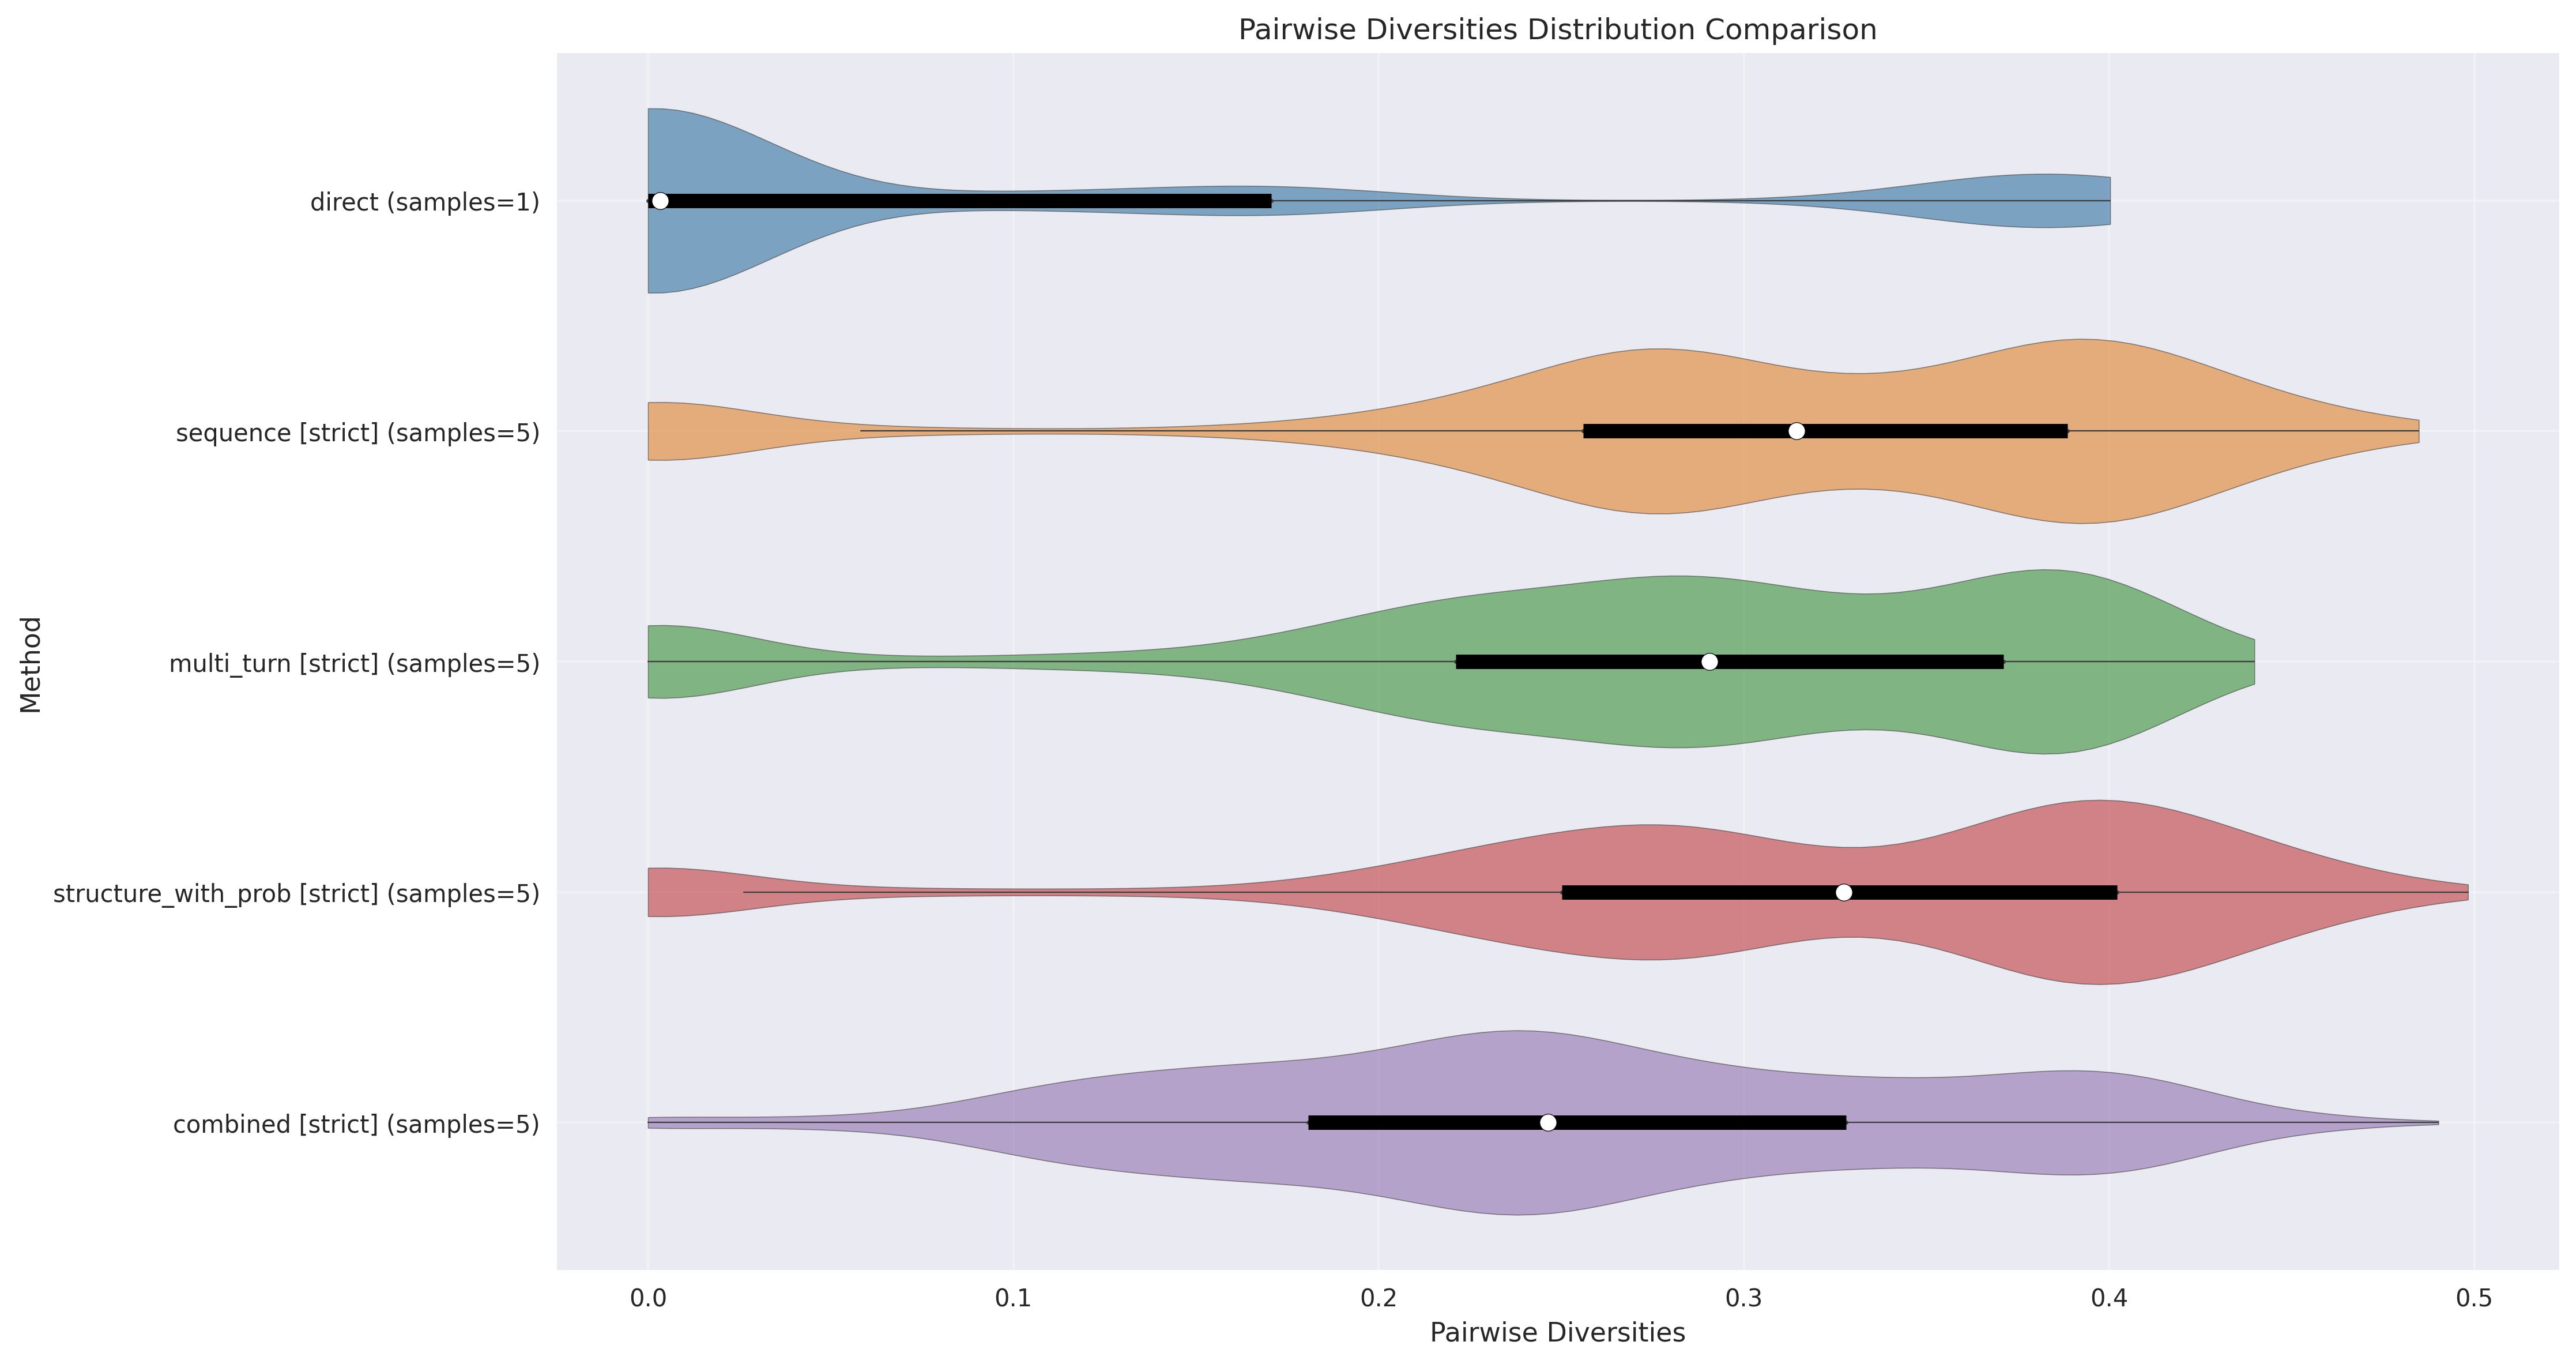 Pairwise Diversities Distribution Comparison
Method
direct (samples=1)
sequence [strict] (samples=5)
multi_turn [strict] (samples=5)
structure_with_prob [strict] (samples=5)
combined [strict] (samples=5)
0.0 0.1 0.2 0.3 0.4 0.5
Pairwise Diversities